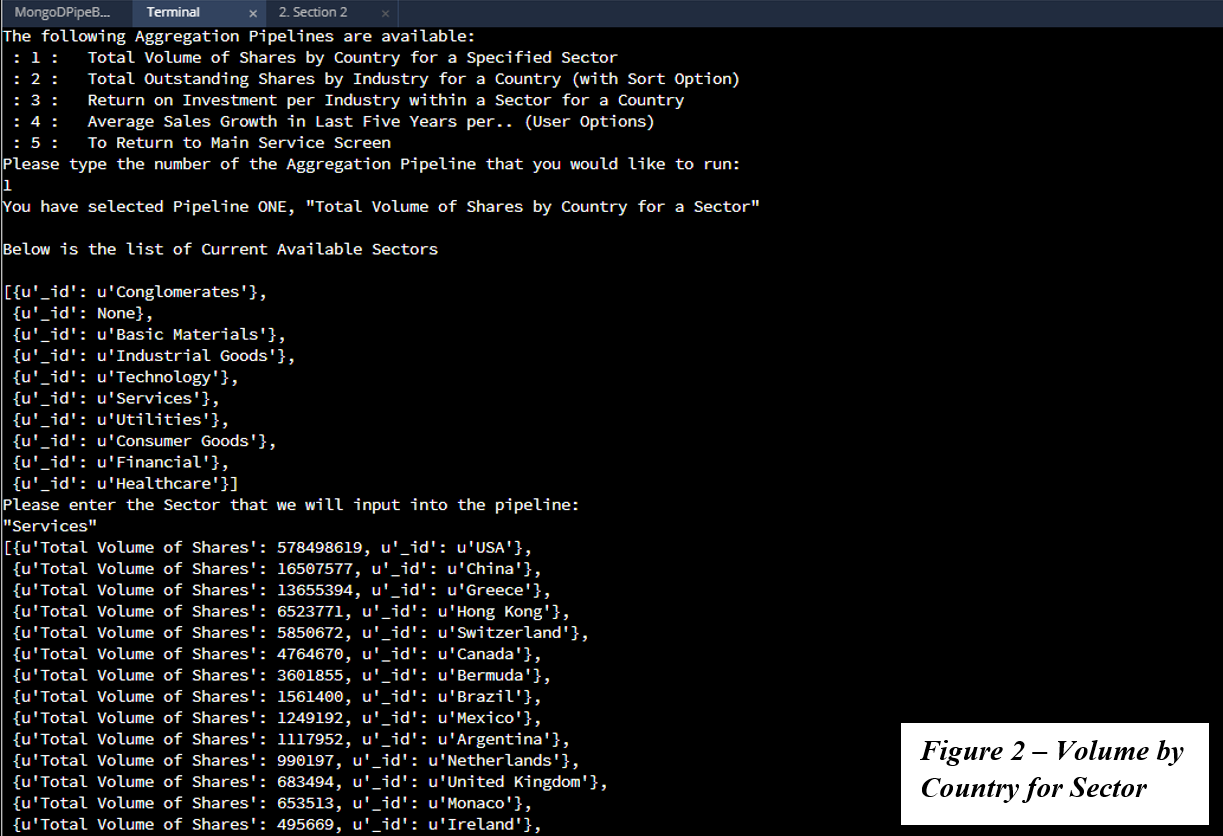 MongoDPipeB...
Terminal
2. Section 2
The following Aggregation Pipelines are available:
: 1 : Total Volume of Shares by Country for a Specified Sector
: 2 : Total Outstanding Shares by Industry for a Country (with Sort Option)
: 3 : Return on Investment per Industry within a Sector for a Country
: 4 : Average Sales Growth in Last Five Years per.. (User Options)
: 5 : To Return to Main Service Screen
Please type the number of the Aggregation Pipeline that you would like to run:
1
You have selected Pipeline ONE, "Total Volume of Shares by Country for a Sector"
Below is the list of Current Available Sectors
[{u'_id': u'Conglomerates'},
{u'_id': None},
{u'_id': u'Basic Materials'},
{u'_id': u'Industrial Goods'},
{u'_id': u'Technology'},
{u'_id': u'Services'},
{u'_id': u'Utilities'},
{u'_id': u'Consumer Goods'},
{u'_id': u'Financial'},
{u'_id': u'Healthcare'}]
Please enter the Sector that we will input into the pipeline:
"Services"
[{u'Total Volume of Shares': 578498619, u'_id': u'USA'},
{u'Total Volume of Shares': 16507577, u'_id': u'China'},
{u'Total Volume of Shares': 13655394, u'_id': u'Greece'},
{u'Total Volume of Shares': 6523771, u'_id': u'Hong Kong'},
{u'Total Volume of Shares': 5850672, u'_id': u'Switzerland'},
{u'Total Volume of Shares': 4764670, u'_id': u'Canada'},
{u'Total Volume of Shares': 3601855, u'_id': u'Bermuda'},
{u'Total Volume of Shares': 1561400, u'_id': u'Brazil'},
{u'Total Volume of Shares': 1249192, u'_id': u'Mexico'},
{u'Total Volume of Shares': 1117952, u'_id': u'Argentina'},
{u'Total Volume of Shares': 990197, u'_id': u'Netherlands'},
{u'Total Volume of Shares': 683494, u'_id': u'United Kingdom'},
{u'Total Volume of Shares': 653513, u'_id': u'Monaco'},
{u'Total Volume of Shares': 495669, u'_id': u'Ireland'},
Figure 2 – Volume by
Country for Sector